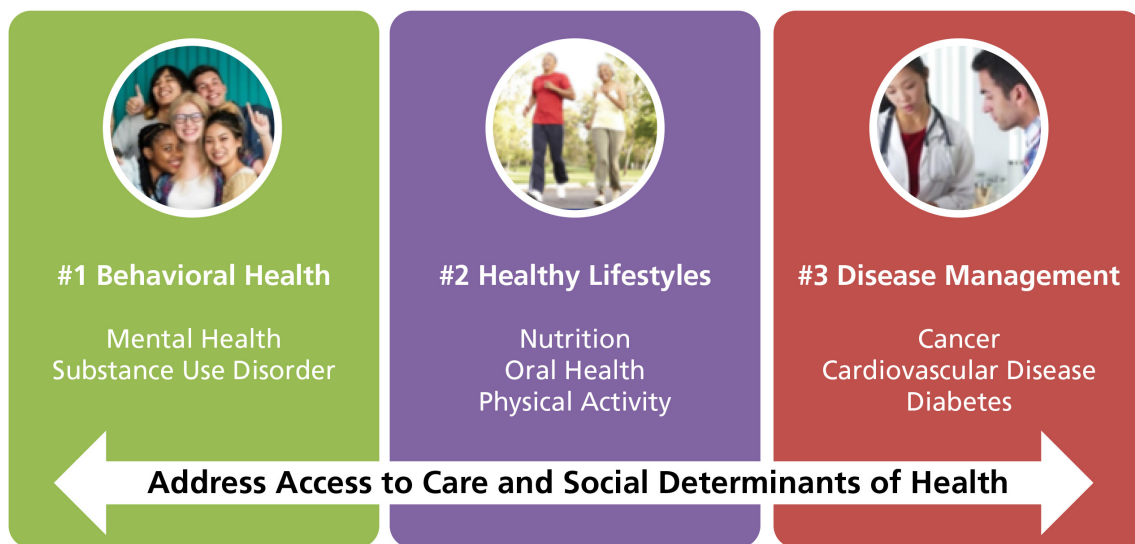 #1 Behavioral Health
Mental Health
Substance Use Disorder
#2 Healthy Lifestyles
Nutrition
Oral Health
Physical Activity
#3 Disease Management
Cancer
Cardiovascular Disease
Diabetes
Address Access to Care and Social Determinants of Health